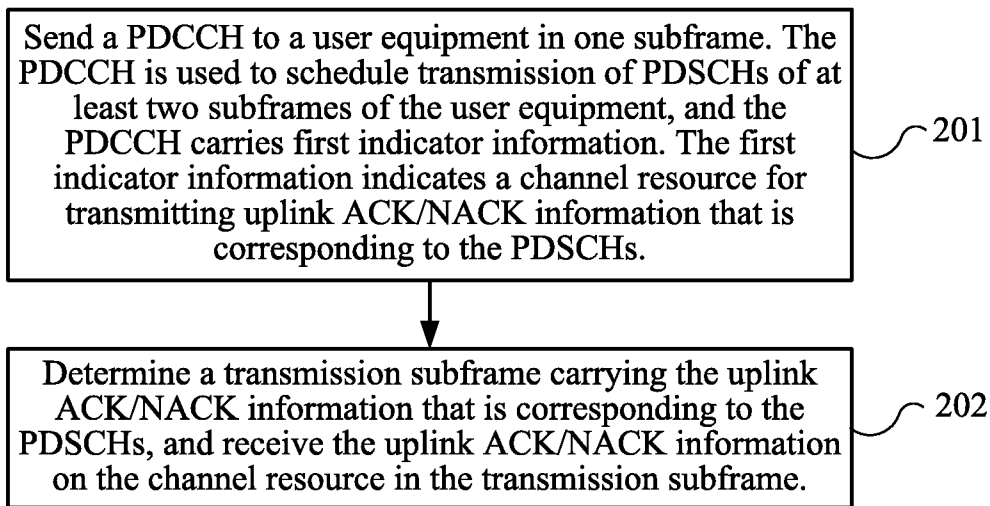 Send a PDCCH to a user equipment in one subframe. The
PDCCH is used to schedule transmission of PDSCHs of at
least two subframes of the user equipment, and the
PDCCH carries first indicator information. The first
indicator information indicates a channel resource for
transmitting uplink ACK/NACK information that is
corresponding to the PDSCHs.
201
Determine a transmission subframe carrying the uplink
ACK/NACK information that is corresponding to the
PDSCHs, and receive the uplink ACK/NACK information
on the channel resource in the transmission subframe.
202